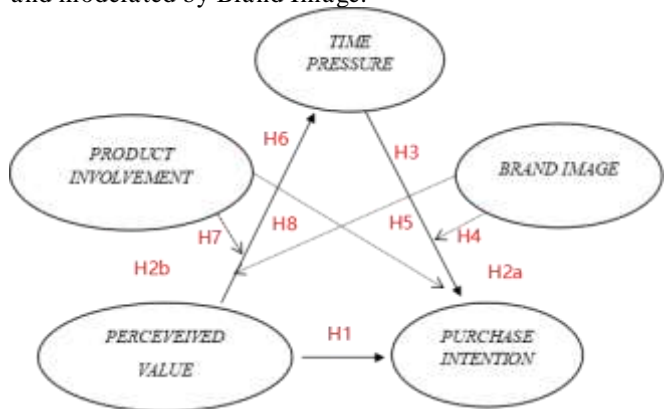 and moderated by Brand Image.
TIME
PRESSURE
H6
H3
PRODUCT
INVOLVEMENT
BRAND IMAGE
H7
H8
H5
H4
H2b
H2a
PERCEVEIVED
VALUE
H1
PURCHASE
INTENTION